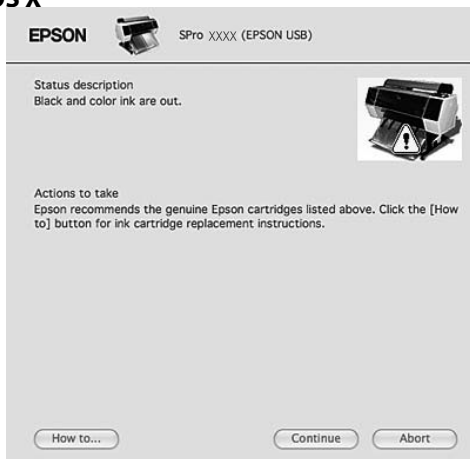 OS X
EPSON SPro XXXX (EPSON USB)
Status description
Black and color ink are out.
Actions to take
Epson recommends the genuine Epson cartridges listed above. Click the [How
to] button for ink cartridge replacement instructions.
How to... Continue Abort